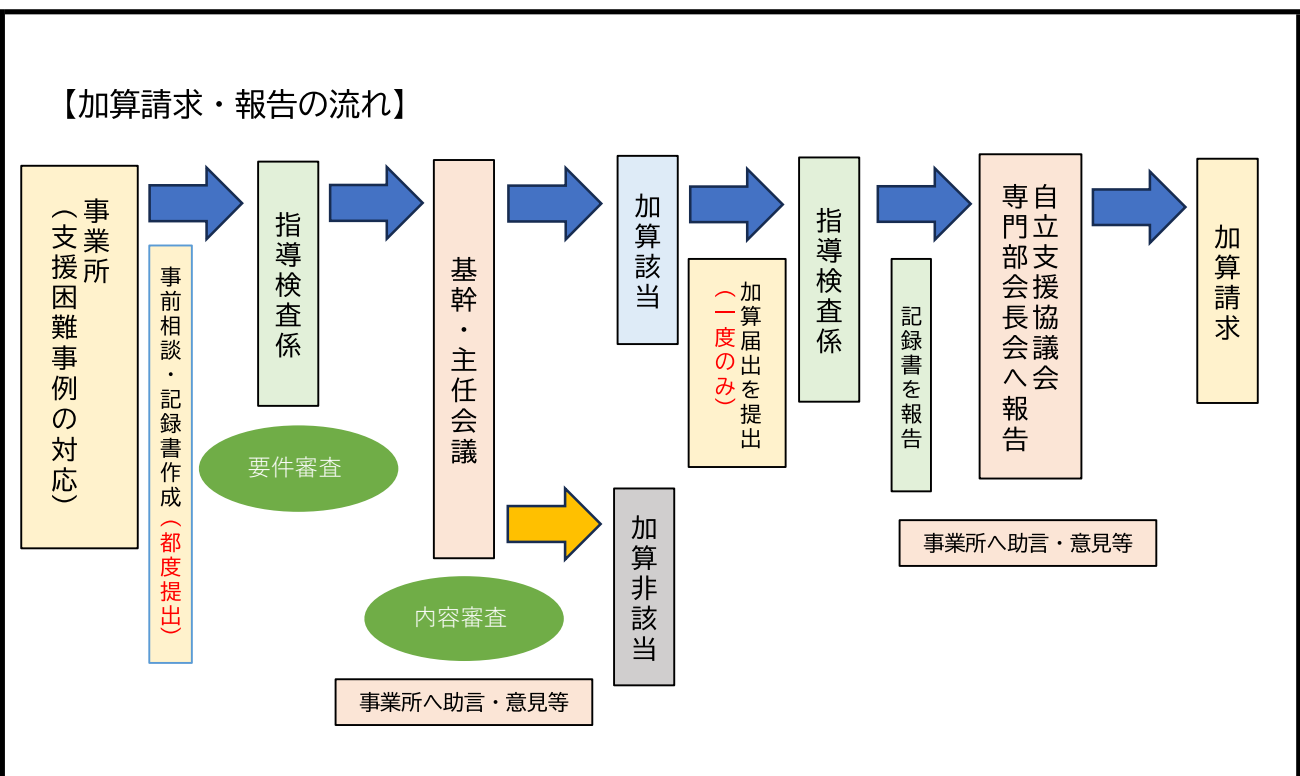 【加算請求・報告の流れ】
事業所
（支援困難事例の対応）
事前相談・記録書作成（都度提出）
指導検査係
要件審査
基幹・主任会議
内容審査
事業所へ助言・意見等
加算該当
加算非該当
加算届出を提出
（一度のみ）
指導検査係
記録書を報告
自立支援協議会
専門部会長会へ報告
事業所へ助言・意見等
加算請求